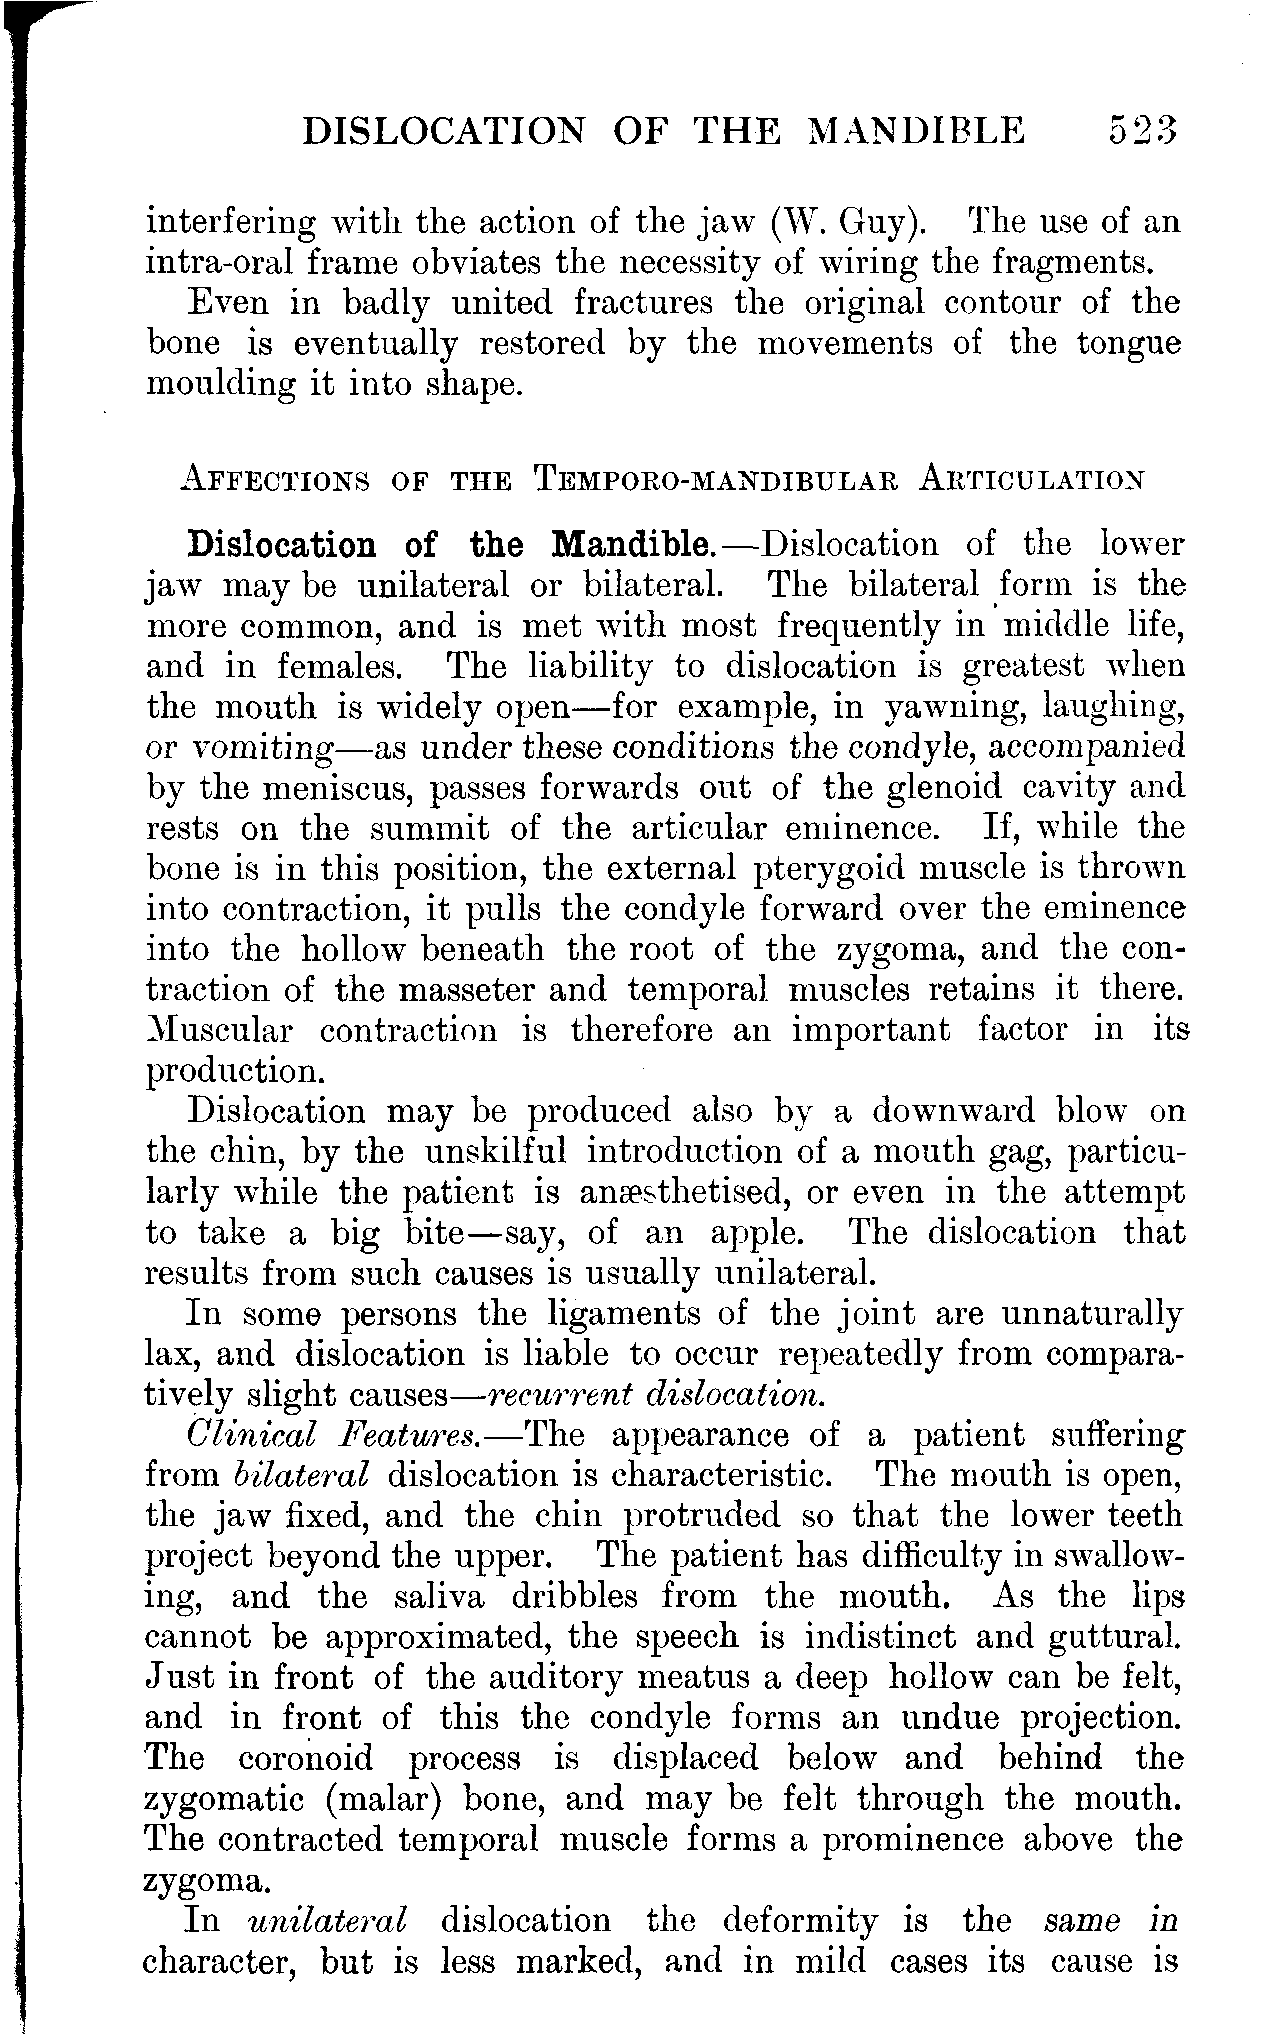 DISLOCATION OF THE MANDIBLE 523
interfering with the action of the jaw (W. Guy). The use of an
intra-oral frame obviates the necessity of wiring the fragments.
Even in badly united fractures the original contour of the
bone is eventually restored by the movements of the tongue
moulding it into shape.
AFFECTIONS OF THE TEMPORO-MANDIBULAR ARTICULATION
Dislocation of the Mandible.—Dislocation of the lower
jaw may be unilateral or bilateral. The bilateral form is the
more common, and is met with most frequently in middle life,
and in females. The liability to dislocation is greatest when
the mouth is widely open—for example, in yawning, laughing,
or vomiting—as under these conditions the condyle, accompanied
by the meniscus, passes forwards out of the glenoid cavity and
rests on the summit of the articular eminence. If, while the
bone is in this position, the external pterygoid muscle is thrown
into contraction, it pulls the condyle forward over the eminence
into the hollow beneath the root of the zygoma, and the con-
traction of the masseter and temporal muscles retains it there.
Muscular contraction is therefore an important factor in its
production.
Dislocation may be produced also by a downward blow on
the chin, by the unskilful introduction of a mouth gag, particu-
larly while the patient is anæsthetised, or even in the attempt
to take a big bite—say, of an apple. The dislocation that
results from such causes is usually unilateral.
In some persons the ligaments of the joint are unnaturally
lax, and dislocation is liable to occur repeatedly from compara-
tively slight causes—recurrent dislocation.
Clinical Features.—The appearance of a patient suffering
from bilateral dislocation is characteristic. The mouth is open,
the jaw fixed, and the chin protruded so that the lower teeth
project beyond the upper. The patient has difficulty in swallow-
ing, and the saliva dribbles from the mouth. As the lips
cannot be approximated, the speech is indistinct and guttural.
Just in front of the auditory meatus a deep hollow can be felt,
and in front of this the condyle forms an undue projection.
The coronoid process is displaced below and behind the
zygomatic (malar) bone, and may be felt through the mouth.
The contracted temporal muscle forms a prominence above the
zygoma.
In unilateral dislocation the deformity is the same in
character, but is less marked, and in mild cases its cause is